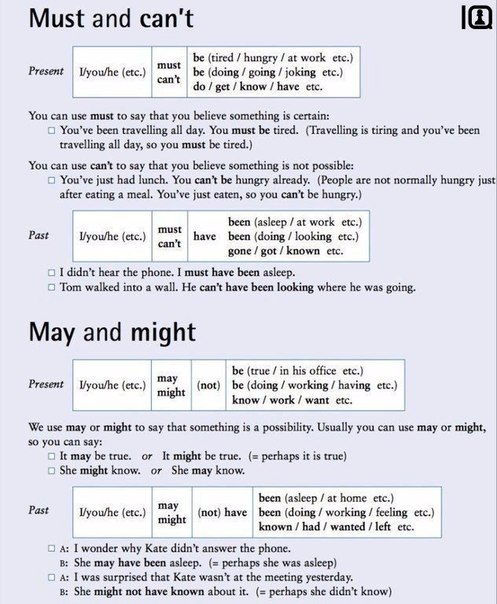 Must and can't
IQ
Present I/you/he (etc.) must can't be (tired / hungry / at work etc.)
be (doing / going / joking etc.)
do / get / know / have etc.
You can use must to say that you believe something is certain:
You've been travelling all day. You must be tired. (Travelling is tiring and you've been
travelling all day, so you must be tired.)
You can use can't to say that you believe something is not possible:
You've just had lunch. You can't be hungry already. (People are not normally hungry just
after eating a meal. You've just eaten, so you can't be hungry.)
Past I/you/he (etc.) must can't have been (asleep / at work etc.)
been (doing / looking etc.)
gone / got / known etc.
I didn't hear the phone. I must have been asleep.
Tom walked into a wall. He can't have been looking where he was going.
May and might
Present I/you/he (etc.) may might (not) be (true / in his office etc.)
be (doing / working / having etc.)
know / work / want etc.
We use may or might to say that something is a possibility. Usually you can use may or might,
so you can say:
It may be true. or It might be true. (= perhaps it is true)
She might know. or She may know.
Past I/you/he (etc.) may might (not) have been (asleep / at home etc.)
been (doing / working / feeling etc.)
known / had / wanted / left etc.
A: I wonder why Kate didn't answer the phone.
B: She may have been asleep. (= perhaps she was asleep)
A: I was surprised that Kate wasn't at the meeting yesterday.
B: She might not have known about it. (= perhaps she didn't know)